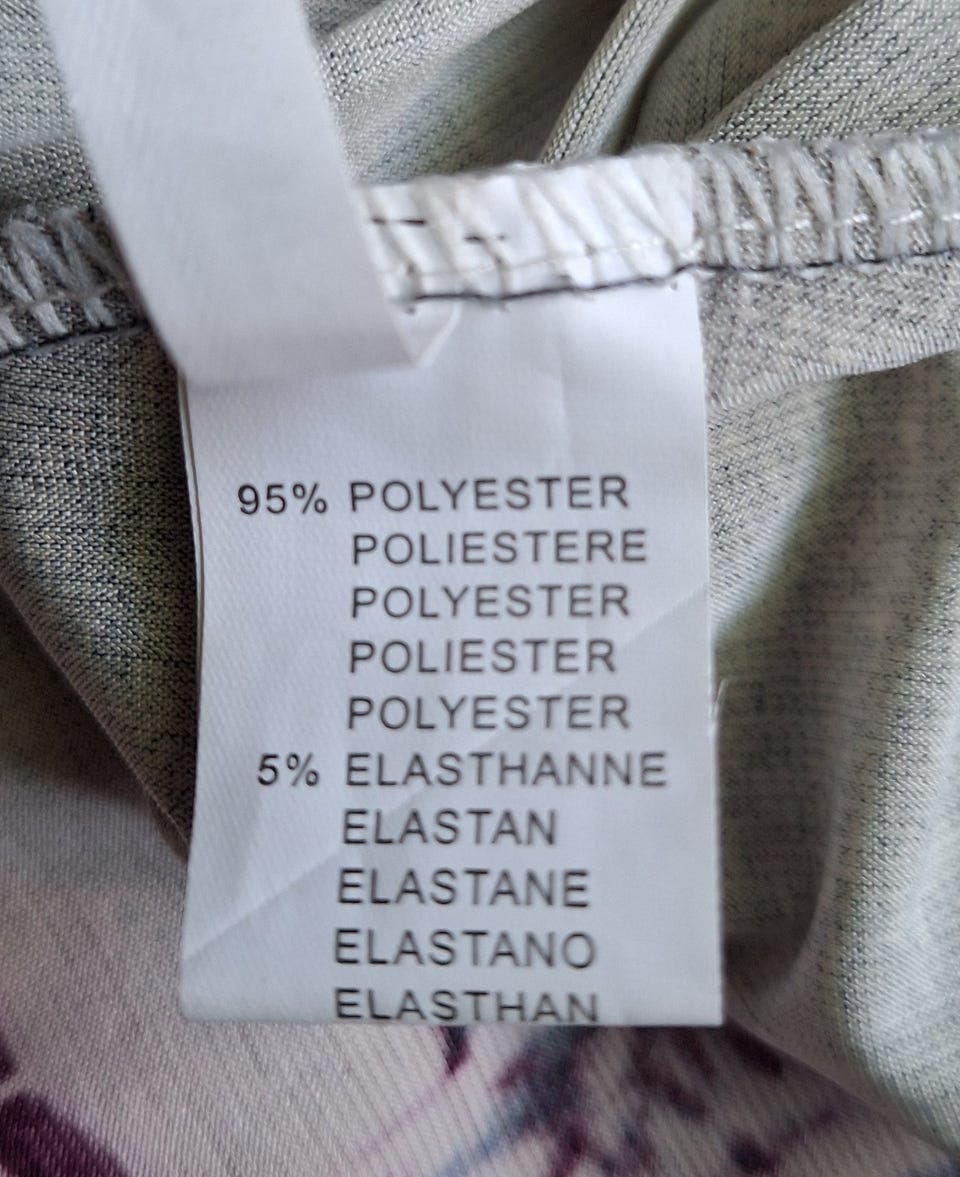 95% POLYESTER
POLIESTERE
POLYESTER
POLIESTER
POLYESTER
5% ELASTHANNE
ELASTAN
ELASTANE
ELASTANO
ELASTHAN